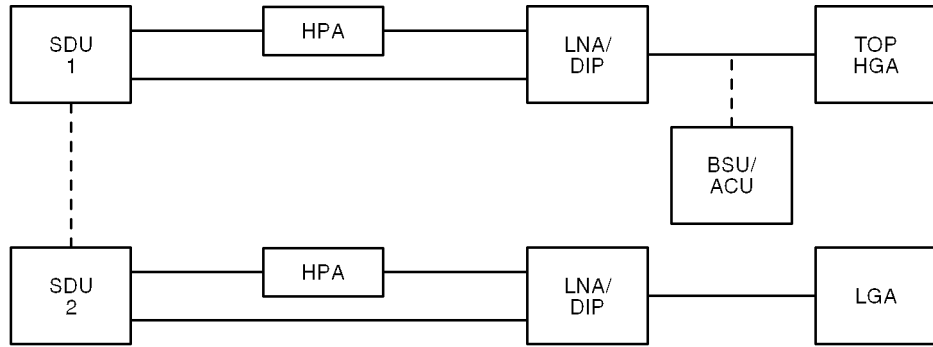 SDU
1
HPA
LNA/
DIP
TOP
HGA
BSU/
ACU
SDU
2
HPA
LNA/
DIP
LGA